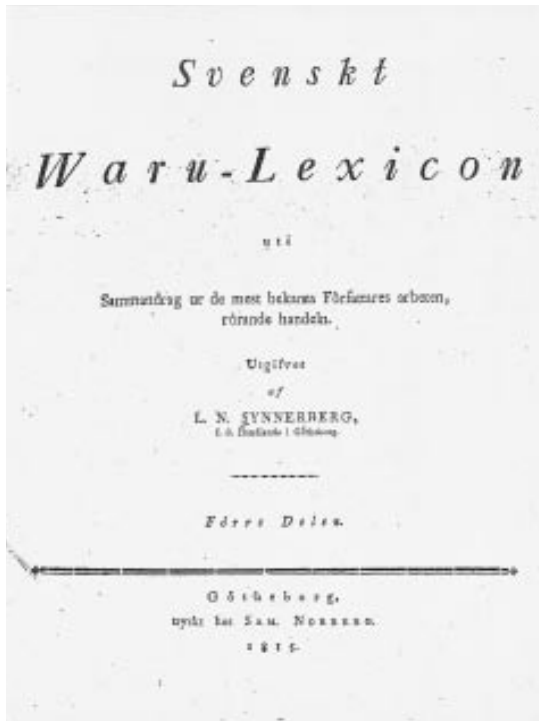 Svenskt
Waru-Lexicon
uti
Sammandrag ur de mest bekanta Författares arbeten,
rörande handeln.
Utgifvet
af
L. N. SYNNERBERG,
i Götheborg.
Förre Delen.
Götheborg,
tryckt hos SAM. NORBERG.
1815.